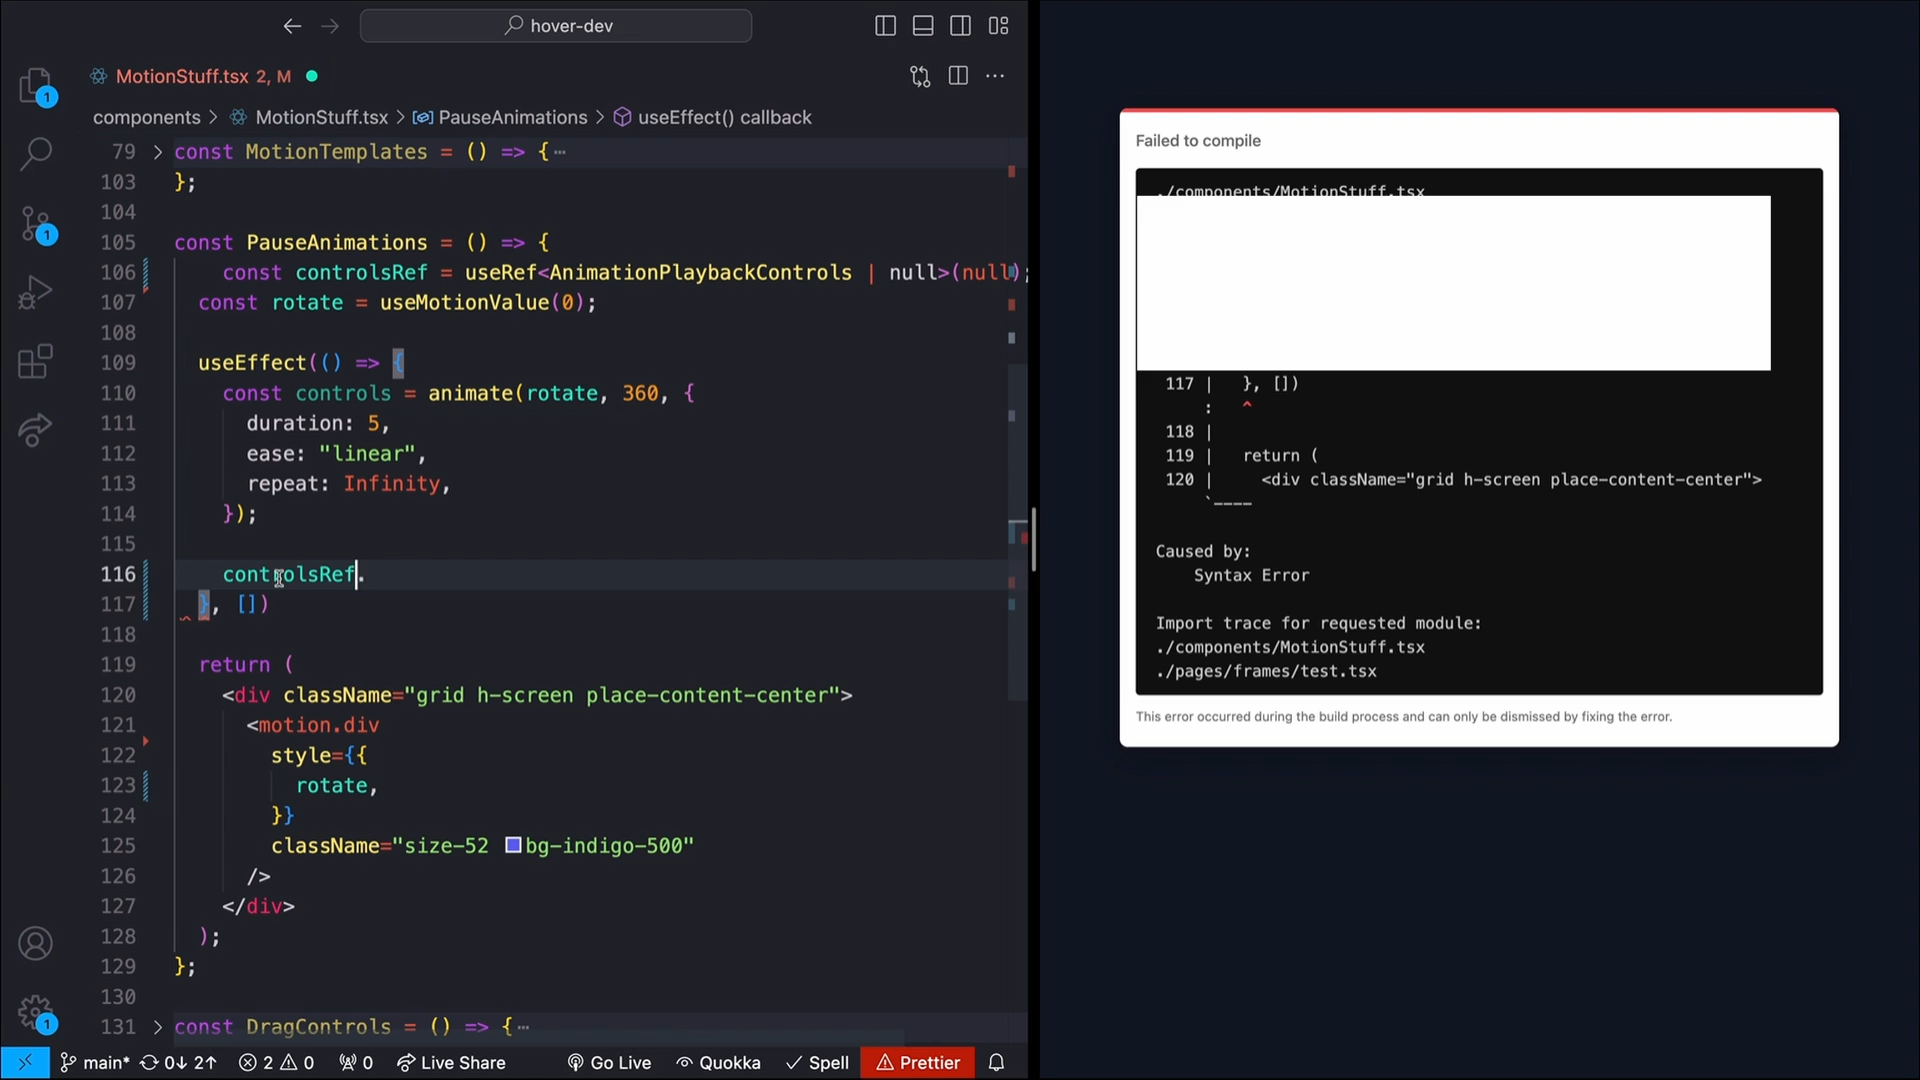 hover-dev
MotionStuff.tsx 2, M
components > MotionStuff.tsx > PauseAnimations > useEffect() callback
79 const MotionTemplates = () => {
103 };
104
105 const PauseAnimations = () => {
106 const controlsRef = useRef<AnimationPlaybackControls | null>(null);
107 const rotate = useMotionValue(0);
108
109 useEffect(() => {
110 const controls = animate(rotate, 360, {
111 duration: 5,
112 ease: "linear",
113 repeat: Infinity,
114 });
115
116 controlsRef.
117 }, [])
118
119 return (
120 <div className="grid h-screen place-content-center">
121 <motion.div
122 style={{
123 rotate,
124 }}
125 className="size-52 bg-indigo-500"
126 />
127 </div>
128 );
129 };
130
131 const DragControls = () => {
1
1
1
main* 0↓ 2↑ 2 0 0 Live Share Go Live Quokka Spell Prettier
Failed to compile
./components/MotionStuff.tsx
117 | }, [])
: ^
118 |
119 | return (
120 | <div className="grid h-screen place-content-center">
`----
Caused by:
Syntax Error
Import trace for requested module:
./components/MotionStuff.tsx
./pages/frames/test.tsx
This error occurred during the build process and can only be dismissed by fixing the error.